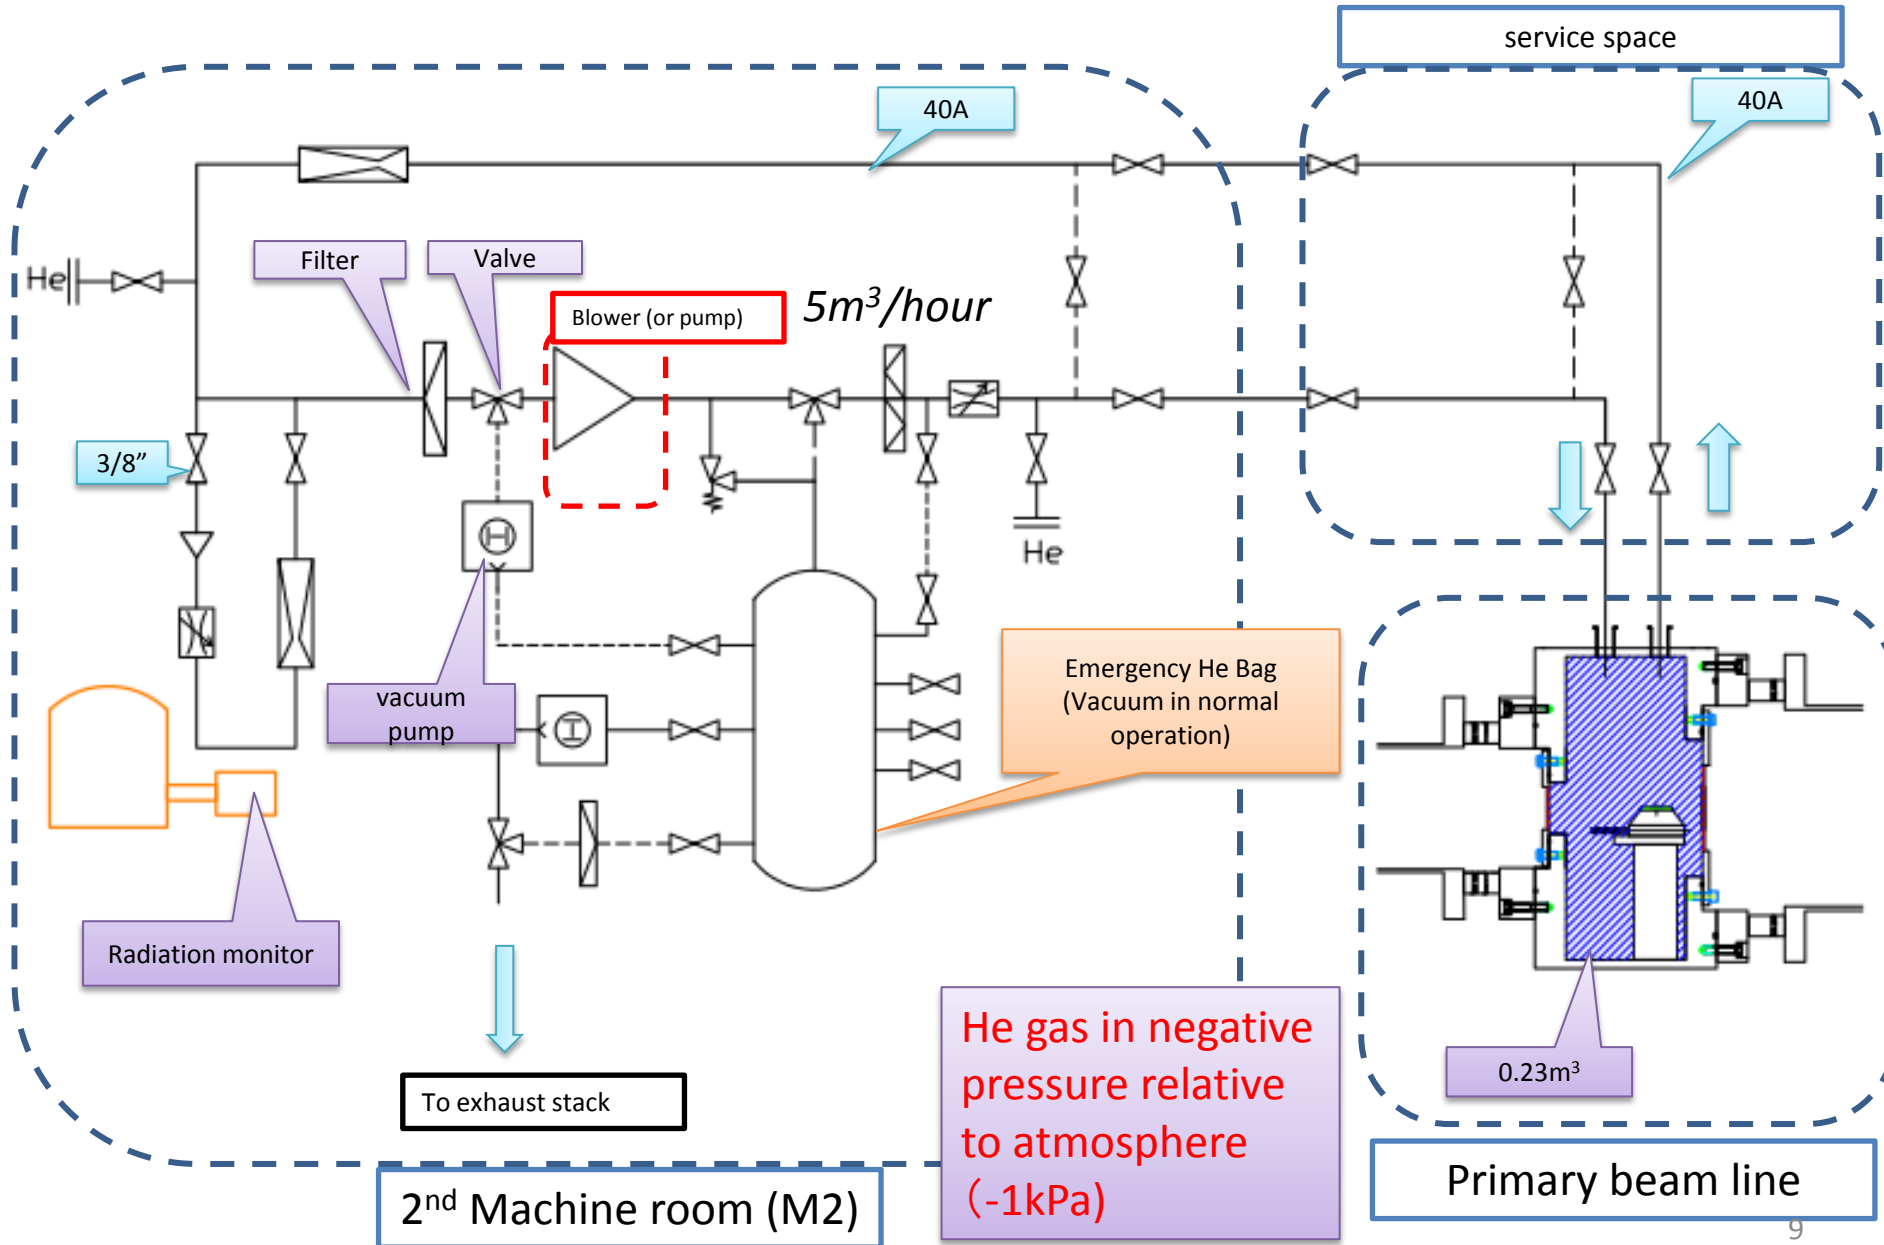 service space
40A
40A
Filter
Valve
He
Blower (or pump)
5m³/hour
3/8”
He
vacuum
pump
Emergency He Bag
(Vacuum in normal
operation)
Radiation monitor
He gas in negative
pressure relative
to atmosphere
（-1kPa)
0.23m³
To exhaust stack
2nd Machine room (M2)
Primary beam line
9